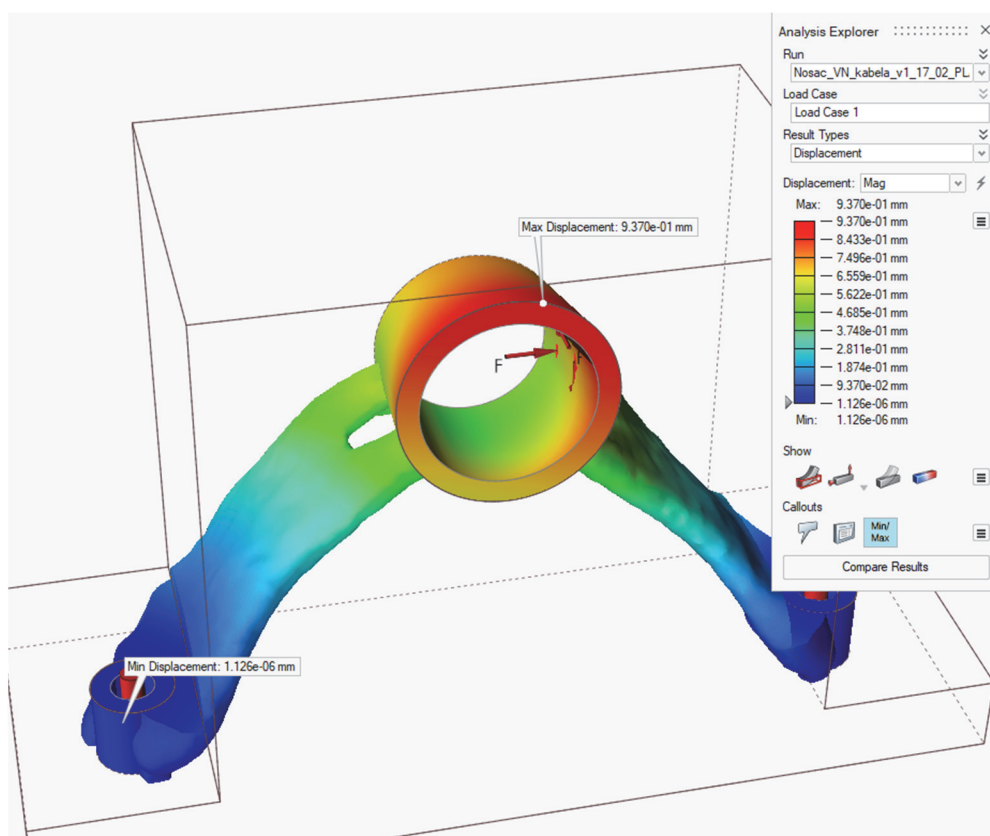 Analysis Explorer
Run
Nosac_VN_kabela_v1_17_02_PL
Load Case
Load Case 1
Result Types
Displacement
Displacement: Mag
Max: 9.370e-01 mm
9.370e-01 mm
8.433e-01 mm
7.496e-01 mm
6.559e-01 mm
5.622e-01 mm
4.685e-01 mm
3.748e-01 mm
2.811e-01 mm
1.874e-01 mm
9.370e-02 mm
1.126e-06 mm
Min: 1.126e-06 mm
Show
Callouts
Min/
Max
Compare Results
Max Displacement: 9.370e-01 mm
F
F
Min Displacement: 1.126e-06 mm